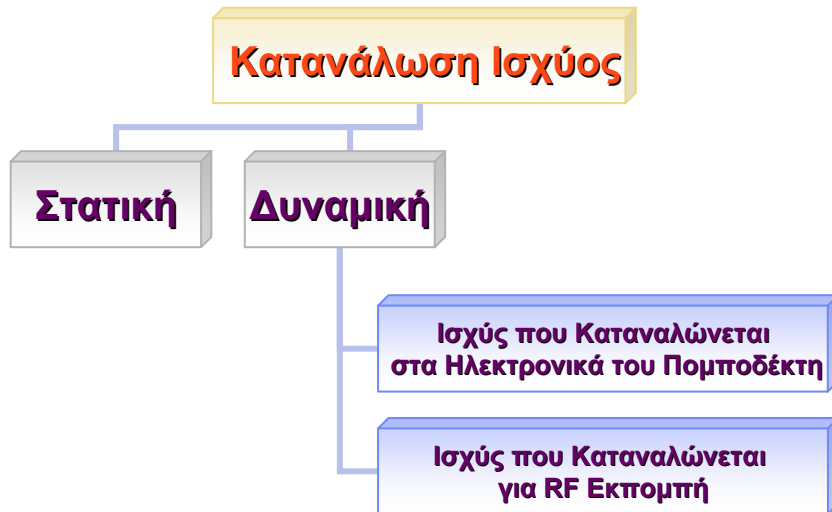 Κατανάλωση Ισχύος
Στατική
Δυναμική
Ισχύς που Καταναλώνεται
στα Ηλεκτρονικά του Πομποδέκτη
Ισχύς που Καταναλώνεται
για RF Εκπομπή